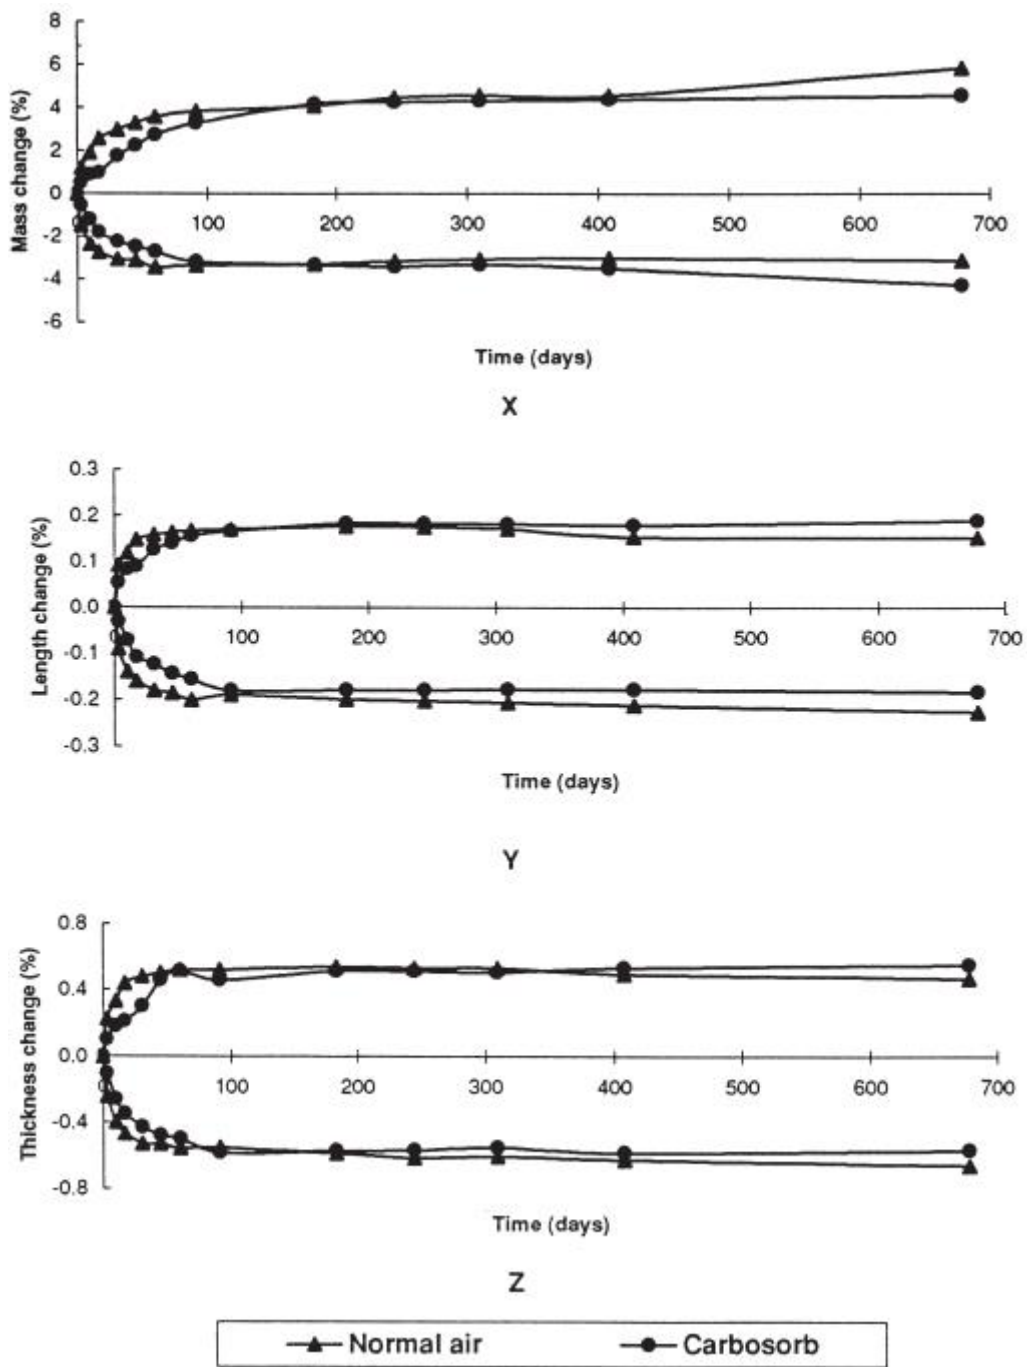 8
6
4
2
0
-2
-4
-6
Mass change (%)
0 100 200 300 400 500 600 700
Time (days)
X
0.3
0.2
0.1
0.0
-0.1
-0.2
-0.3
Length change (%)
0 100 200 300 400 500 600 700
Time (days)
Y
0.8
0.4
0.0
-0.4
-0.8
Thickness change (%)
0 100 200 300 400 500 600 700
Time (days)
Z
Normal air Carbosorb